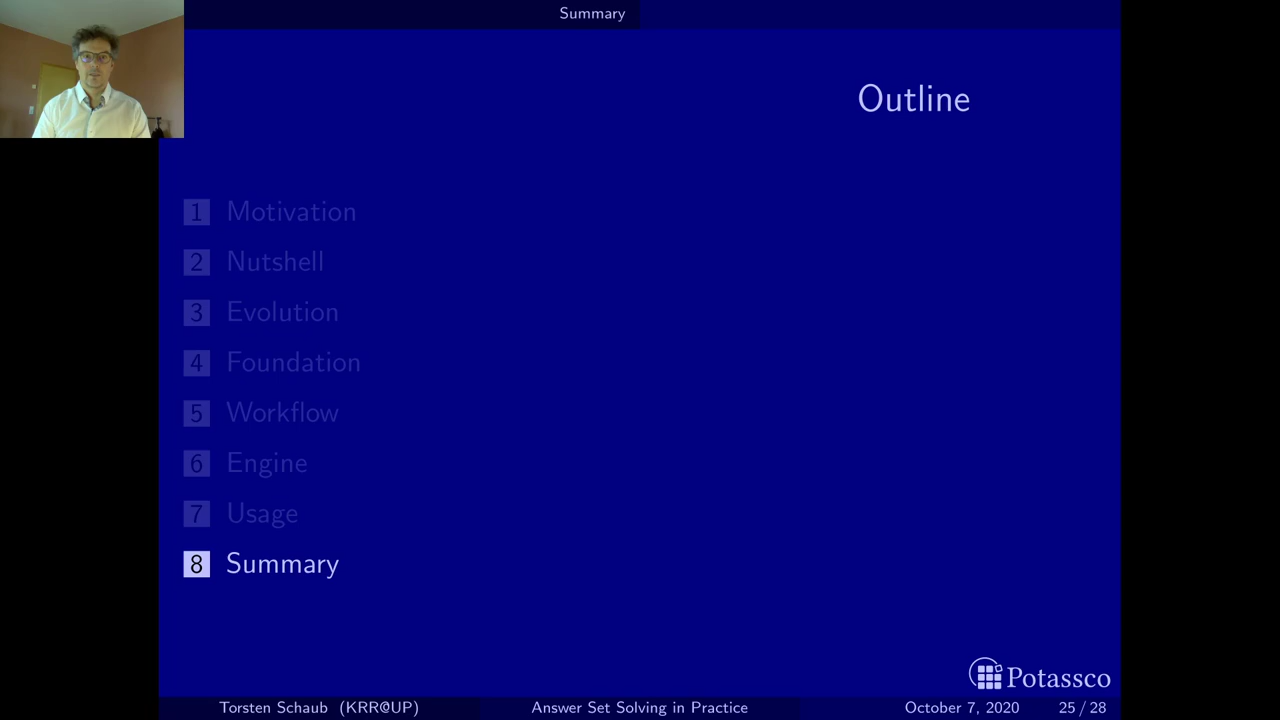 Summary
Outline
1 Motivation
2 Nutshell
3 Evolution
4 Foundation
5 Workflow
6 Engine
7 Usage
8 Summary
Potassco
Torsten Schaub (KRR@UP) Answer Set Solving in Practice October 7, 2020 25 / 28